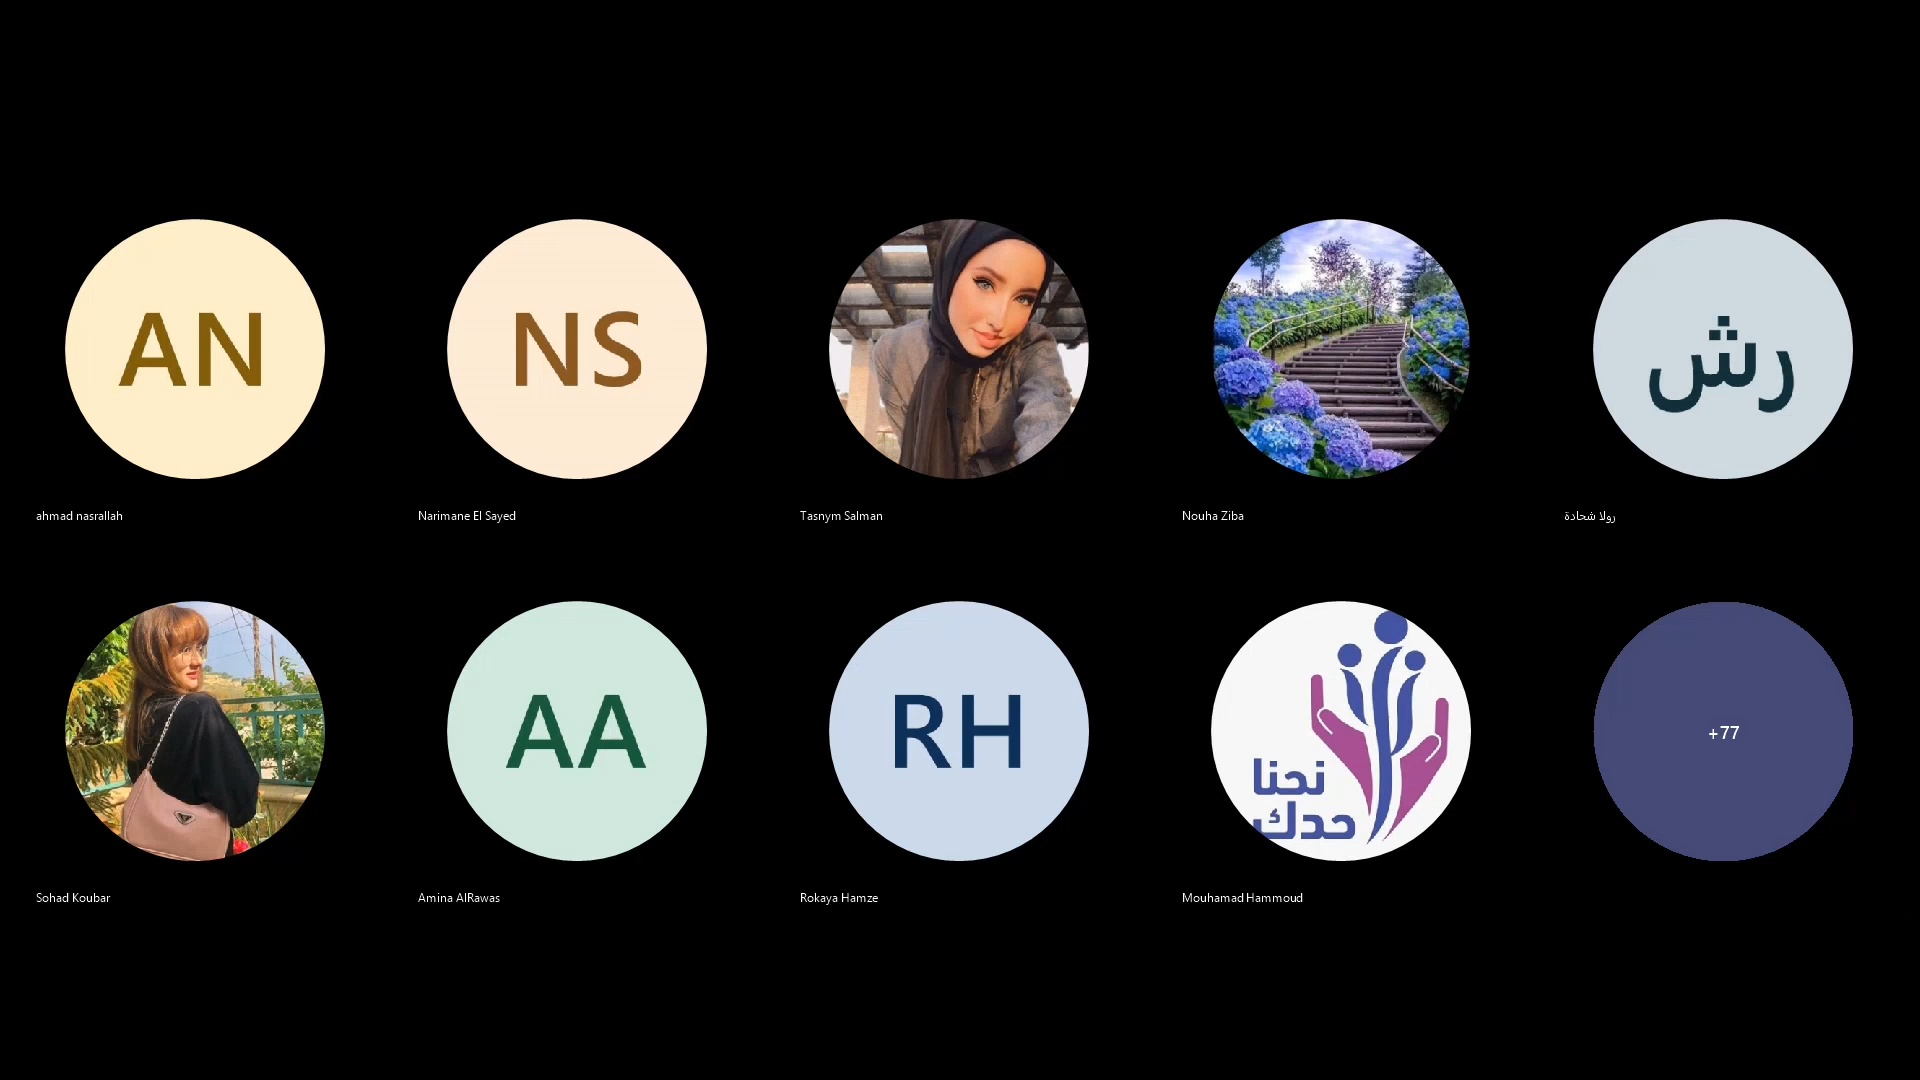 AN
NS
رش
ahmad nasrallah
Narimane El Sayed
Tasnym Salman
Nouha Ziba
رولا شحادة
AA
RH
نحنا
حدك
+77
Sohad Koubar
Amina AlRawas
Rokaya Hamze
Mouhamad Hammoud